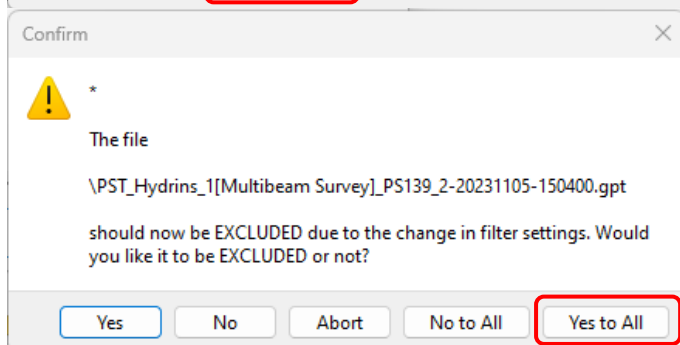 Confirm
*
The file
\PST_Hydrins_1[Multibeam Survey]_PS139_2-20231105-150400.gpt
should now be EXCLUDED due to the change in filter settings. Would
you like it to be EXCLUDED or not?
Yes No Abort No to All Yes to All